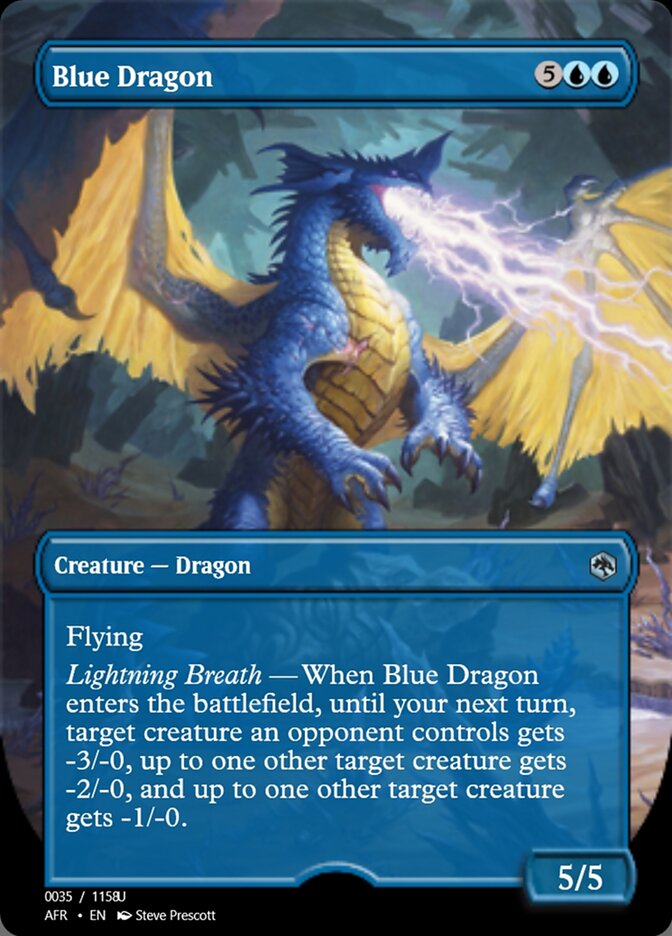 Blue Dragon 5
Creature — Dragon
Flying
Lightning Breath — When Blue Dragon
enters the battlefield, until your next turn,
target creature an opponent controls gets
-3/-0, up to one other target creature gets
-2/-0, and up to one other target creature
gets -1/-0.
5/5
0035 / 1158U
AFR • EN Steve Prescott